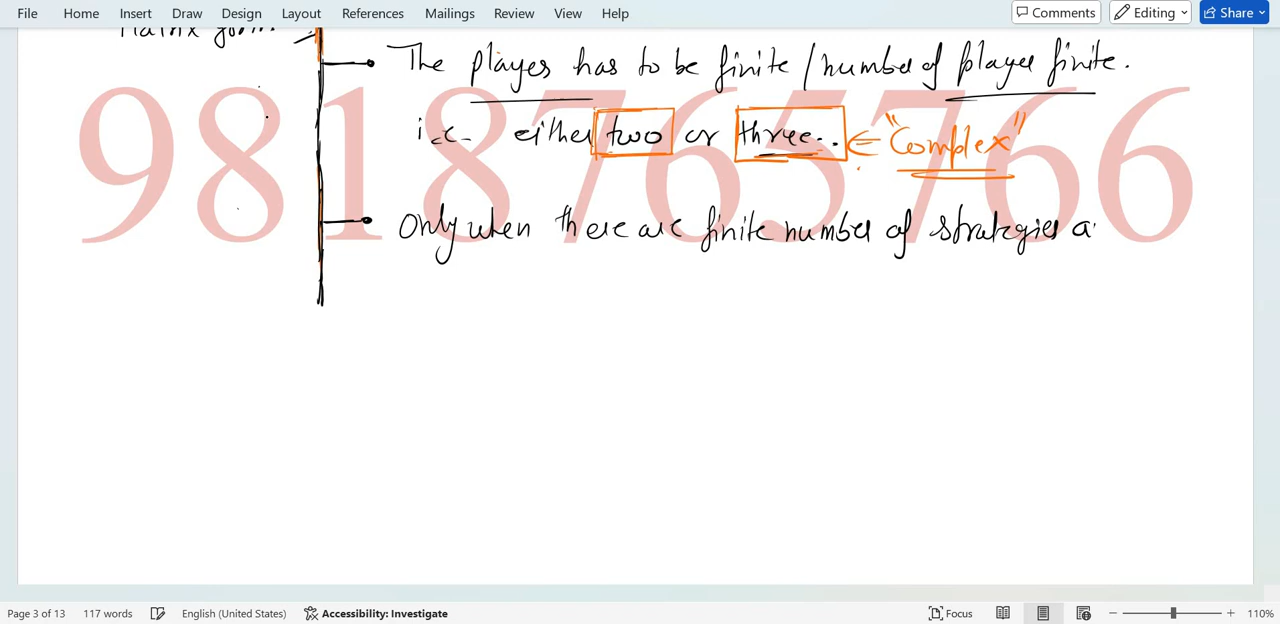 File Home Insert Draw Design Layout References Mailings Review View Help Comments Editing Share
Matrix form.
The players has to be finite / number of player finite.
i.e. either two or three.. ⇐ "Complex"
9818765766
Only when there are finite number of strategies a
Page 3 of 13 117 words English (United States) Accessibility: Investigate Focus 110%